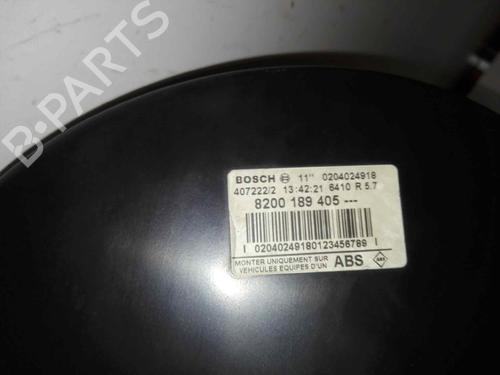 B-PARTS
BOSCH 11" 0204024918
407222/2 13:42:21 6410 R 5.7
8200 189 405 ---
I 02040249180123456789 I
MONTER UNIQUEMENT SUR
VEHICULES EQUIPES D'UN ABS